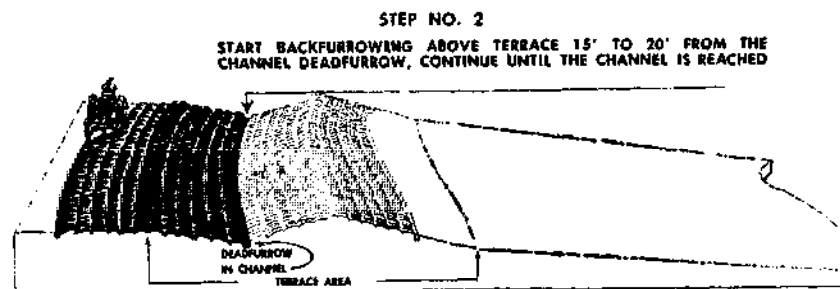 STEP NO. 2
START BACKFURROWING ABOVE TERRACE 15' TO 20' FROM THE
CHANNEL DEADFURROW, CONTINUE UNTIL THE CHANNEL IS REACHED
DEADFURROW
IN CHANNEL
TERRACE AREA